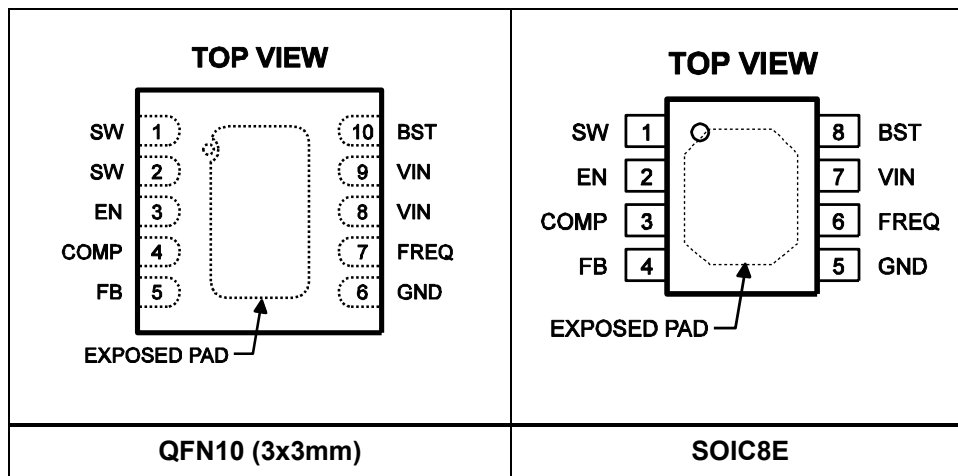 TOP VIEW
SW 1 10 BST
SW 2 9 VIN
EN 3 8 VIN
COMP 4 7 FREQ
FB 5 6 GND
EXPOSED PAD
QFN10 (3x3mm)
TOP VIEW
SW 1 8 BST
EN 2 7 VIN
COMP 3 6 FREQ
FB 4 5 GND
EXPOSED PAD
SOIC8E